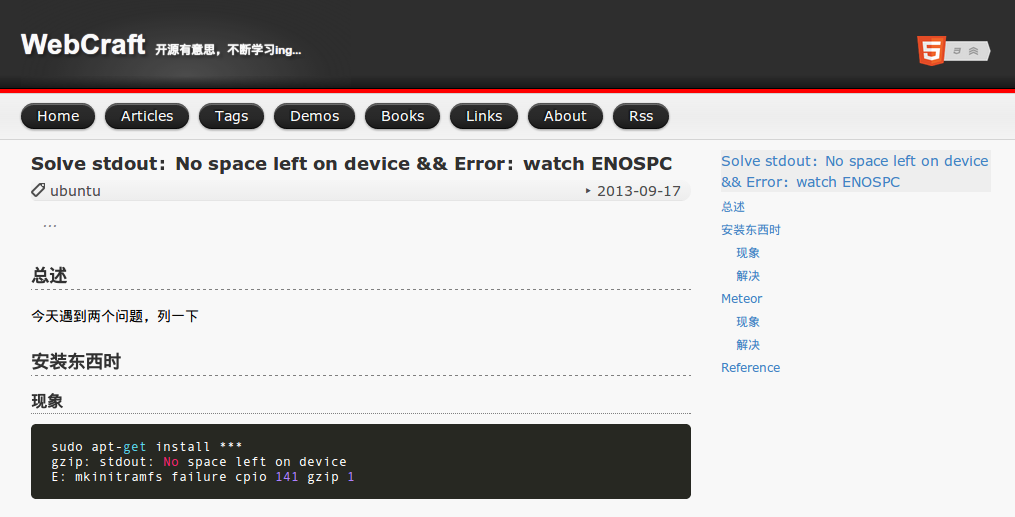 WebCraft 开源有意思，不断学习ing...
Home Articles Tags Demos Books Links About Rss
Solve stdout：No space left on device && Error：watch ENOSPC
ubuntu 2013-09-17
...
总述
今天遇到两个问题，列一下
安装东西时
现象
sudo apt-get install ***
gzip: stdout: No space left on device
E: mkinitramfs failure cpio 141 gzip 1
Solve stdout：No space left on device
&& Error：watch ENOSPC
总述
安装东西时
现象
解决
Meteor
现象
解决
Reference